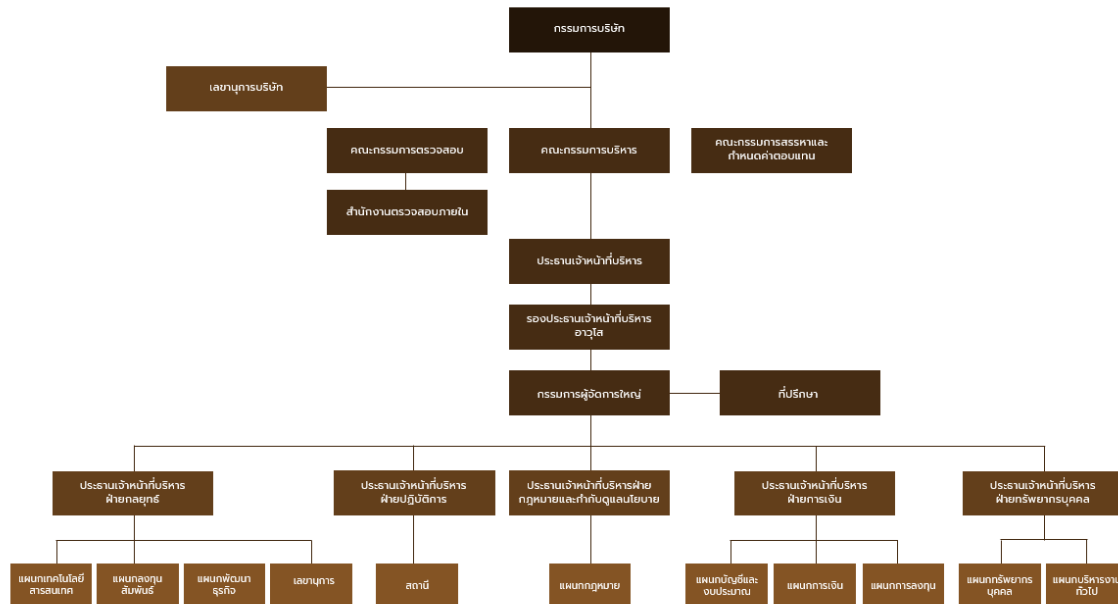 กรรมการบริษัท
เลขานุการบริษัท
คณะกรรมการตรวจสอบ
คณะกรรมการบริหาร
คณะกรรมการสรรหาและ
กำหนดค่าตอบแทน
สำนักงานตรวจสอบภายใน
ประธานเจ้าหน้าที่บริหาร
รองประธานเจ้าหน้าที่บริหาร
อาวุโส
กรรมการผู้จัดการใหญ่
ที่ปรึกษา
ประธานเจ้าหน้าที่บริหาร
ฝ่ายกลยุทธ์
ประธานเจ้าหน้าที่บริหาร
ฝ่ายปฏิบัติการ
ประธานเจ้าหน้าที่บริหารฝ่าย
กฎหมายและกำกับดูแลนโยบาย
ประธานเจ้าหน้าที่บริหาร
ฝ่ายการเงิน
ประธานเจ้าหน้าที่บริหาร
ฝ่ายทรัพยากรบุคคล
แผนกเทคโนโลยี
สารสนเทศ
แผนกลงทุน
สัมพันธ์
แผนกพัฒนา
ธุรกิจ
เลขานุการ
สถานี
แผนกกฎหมาย
แผนกบัญชีและ
งบประมาณ
แผนกการเงิน
แผนกการลงทุน
แผนกทรัพยากร
บุคคล
แผนกบริหารงาน
ทั่วไป